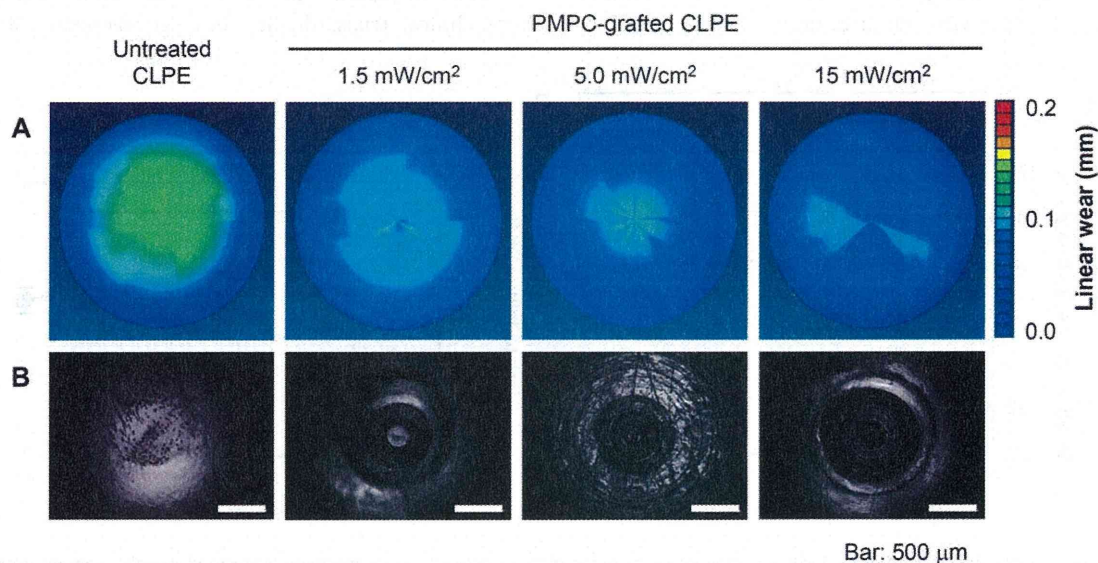 PMPC-grafted CLPE
Untreated
CLPE
1.5 mW/cm²
5.0 mW/cm²
15 mW/cm²
A
0.2
0.1
0.0
Linear wear (mm)
B
Bar: 500 μm